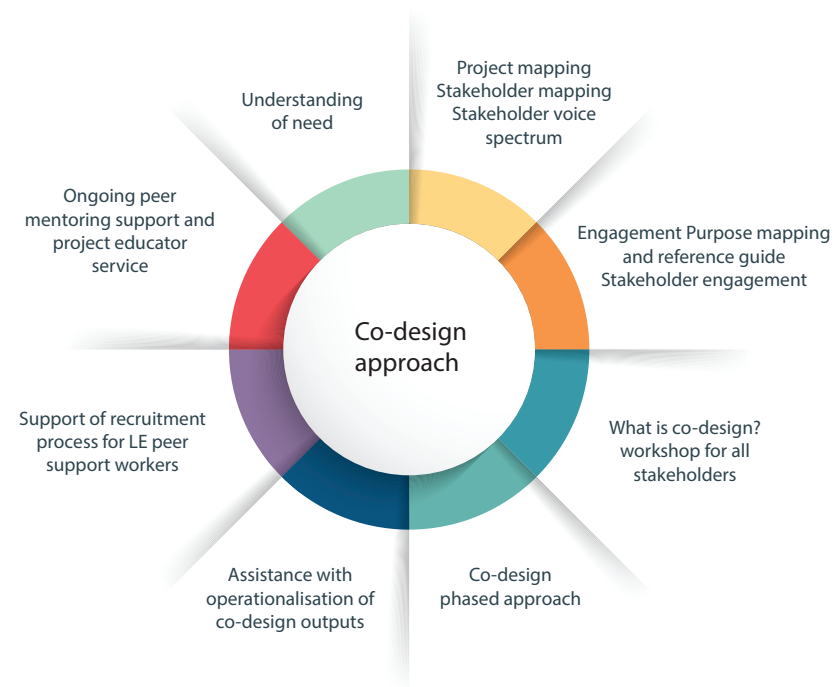 Project mapping
Stakeholder mapping
Stakeholder voice
spectrum
Engagement Purpose mapping
and reference guide
Stakeholder engagement
What is co-design?
workshop for all
stakeholders
Co-design
phased approach
Assistance with
operationalisation of
co-design outputs
Support of recruitment
process for LE peer
support workers
Ongoing peer
mentoring support and
project educator
service
Understanding
of need
Co-design
approach